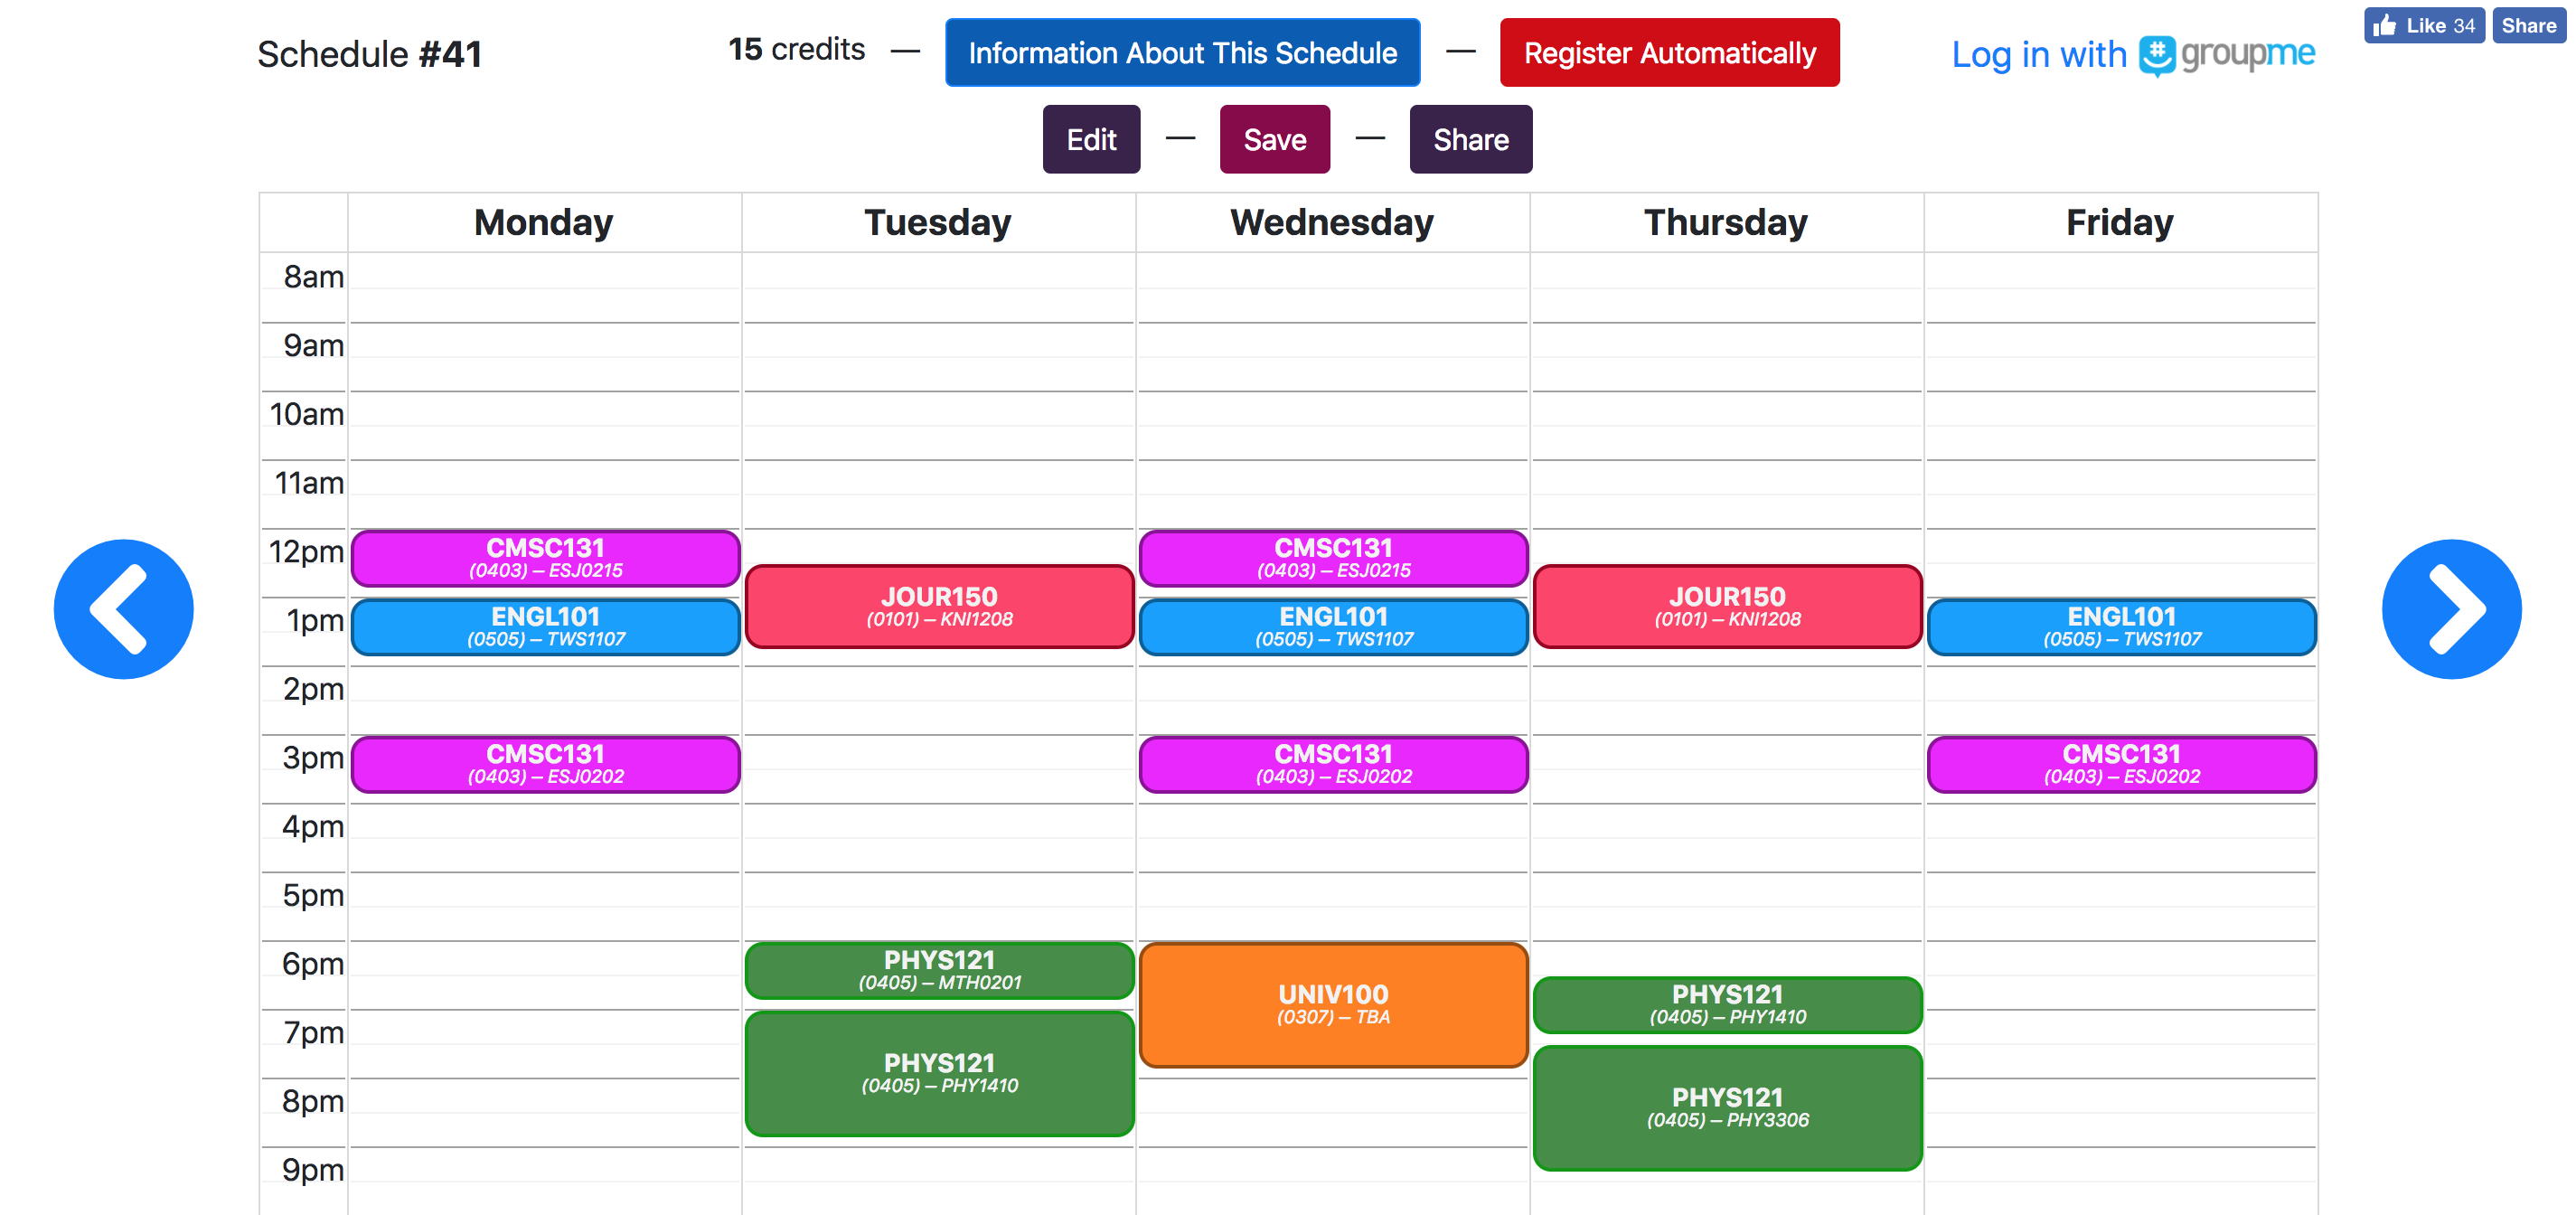 Schedule #41
15 credits — Information About This Schedule — Register Automatically
Log in with groupme
Like 34 Share
Edit — Save — Share
Monday Tuesday Wednesday Thursday Friday
8am
9am
10am
11am
12pm
CMSC131
(0403) – ESJ0215
CMSC131
(0403) – ESJ0215
JOUR150
(0101) – KNI1208
JOUR150
(0101) – KNI1208
1pm
ENGL101
(0505) – TWS1107
ENGL101
(0505) – TWS1107
ENGL101
(0505) – TWS1107
2pm
3pm
CMSC131
(0403) – ESJ0202
CMSC131
(0403) – ESJ0202
CMSC131
(0403) – ESJ0202
4pm
5pm
6pm
PHYS121
(0405) – MTH0201
UNIV100
(0307) – TBA
PHYS121
(0405) – PHY1410
7pm
PHYS121
(0405) – PHY1410
8pm
PHYS121
(0405) – PHY3306
9pm